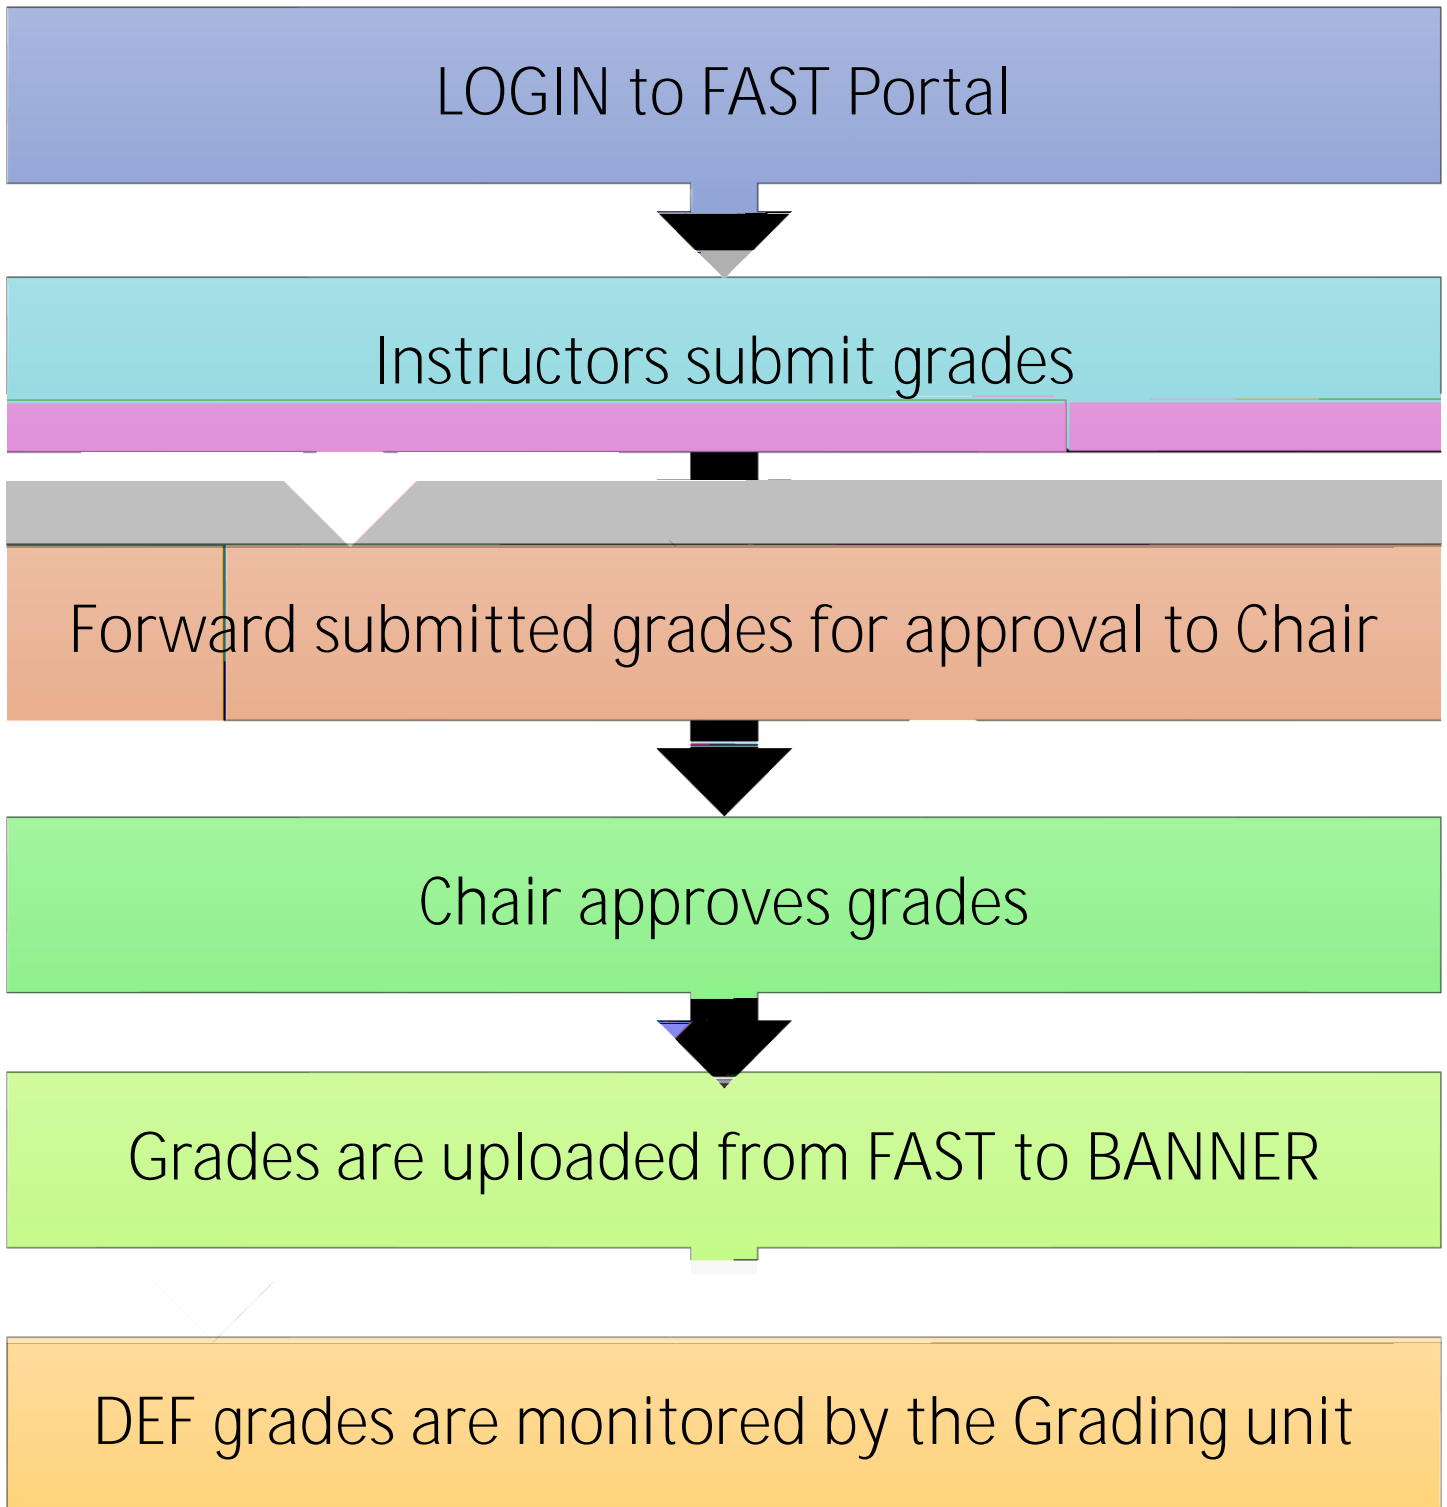 LOGIN to FAST Portal
Instructors submit grades
Forward submitted grades for approval to Chair
Chair approves grades
Grades are uploaded from FAST to BANNER
DEF grades are monitored by the Grading unit